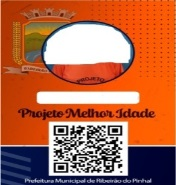 Projeto Melhor Idade
Prefeitura Municipal de Ribeirão do Pinhal